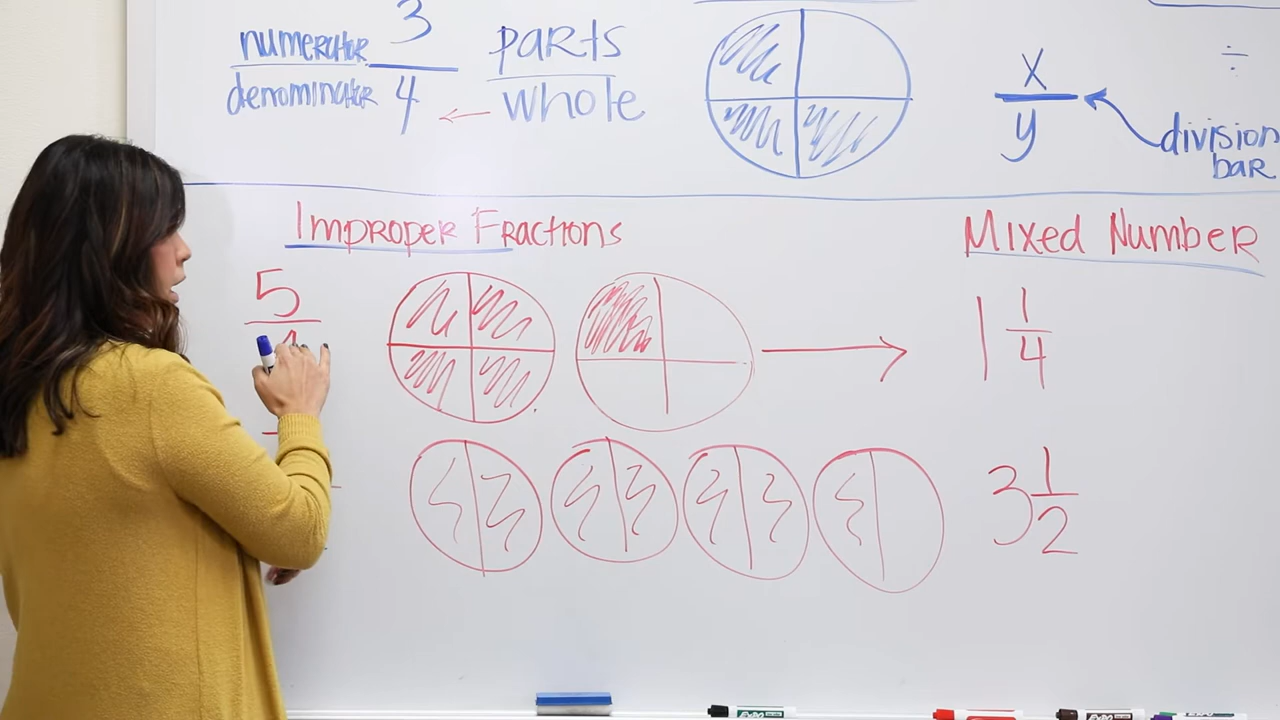 numerator 3 parts
denominator 4 whole
x
y
÷
division
bar
Improper Fractions
Mixed Number
5
1 1
4
3 1
2
EXPO